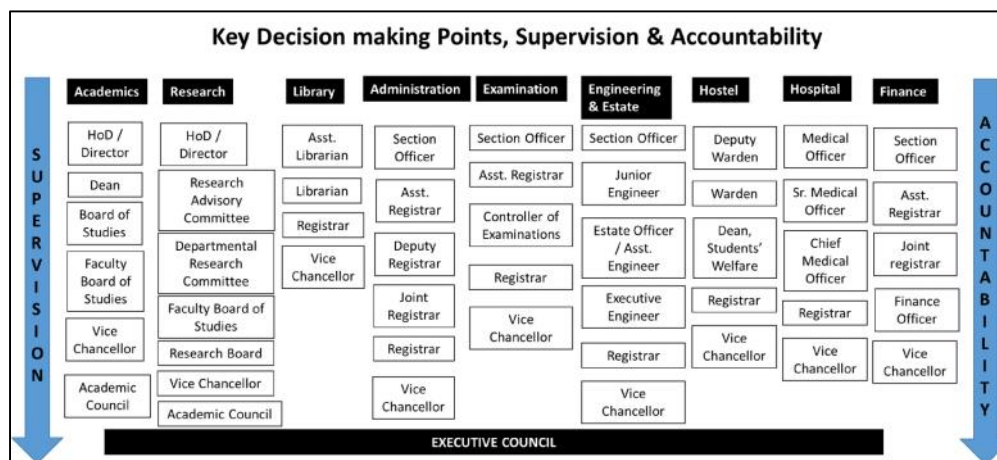 Key Decision making Points, Supervision & Accountability
SUPERVISION
Academics
HoD /
Director
Dean
Board of
Studies
Faculty
Board of
Studies
Vice
Chancellor
Academic
Council
Research
HoD /
Director
Research
Advisory
Committee
Departmental
Research
Committee
Faculty Board of
Studies
Research Board
Vice Chancellor
Academic Council
Library
Asst.
Librarian
Librarian
Registrar
Vice
Chancellor
Administration
Section
Officer
Asst.
Registrar
Deputy
Registrar
Joint
Registrar
Registrar
Vice
Chancellor
Examination
Section Officer
Asst. Registrar
Controller of
Examinations
Registrar
Vice
Chancellor
Engineering
& Estate
Section Officer
Junior
Engineer
Estate Officer
/ Asst.
Engineer
Executive
Engineer
Registrar
Vice
Chancellor
Hostel
Deputy
Warden
Warden
Dean,
Students'
Welfare
Registrar
Vice
Chancellor
Hospital
Medical
Officer
Sr. Medical
Officer
Chief
Medical
Officer
Registrar
Vice
Chancellor
Finance
Section
Officer
Asst.
Registrar
Joint
registrar
Finance
Officer
Vice
Chancellor
ACCOUNTABILITY
EXECUTIVE COUNCIL